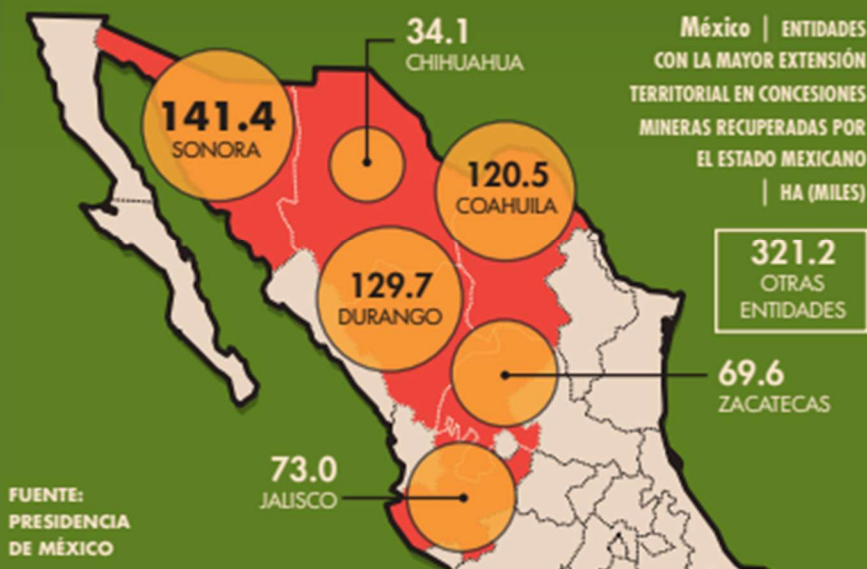 México | ENTIDADES
CON LA MAYOR EXTENSIÓN
TERRITORIAL EN CONCESIONES
MINERAS RECUPERADAS POR
EL ESTADO MEXICANO
| HA (MILES)
34.1
CHIHUAHUA
141.4
SONORA
120.5
COAHUILA
321.2
OTRAS
ENTIDADES
129.7
DURANGO
69.6
ZACATECAS
73.0
JALISCO
FUENTE:
PRESIDENCIA
DE MÉXICO